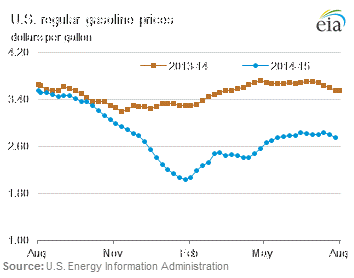 U.S. regular gasoline prices
dollars per gallon
eia
4.20
2013-14
2014-15
3.60
2.60
1.80
1.00
Aug
Nov
Feb
May
Aug
Source: U.S. Energy Information Administration